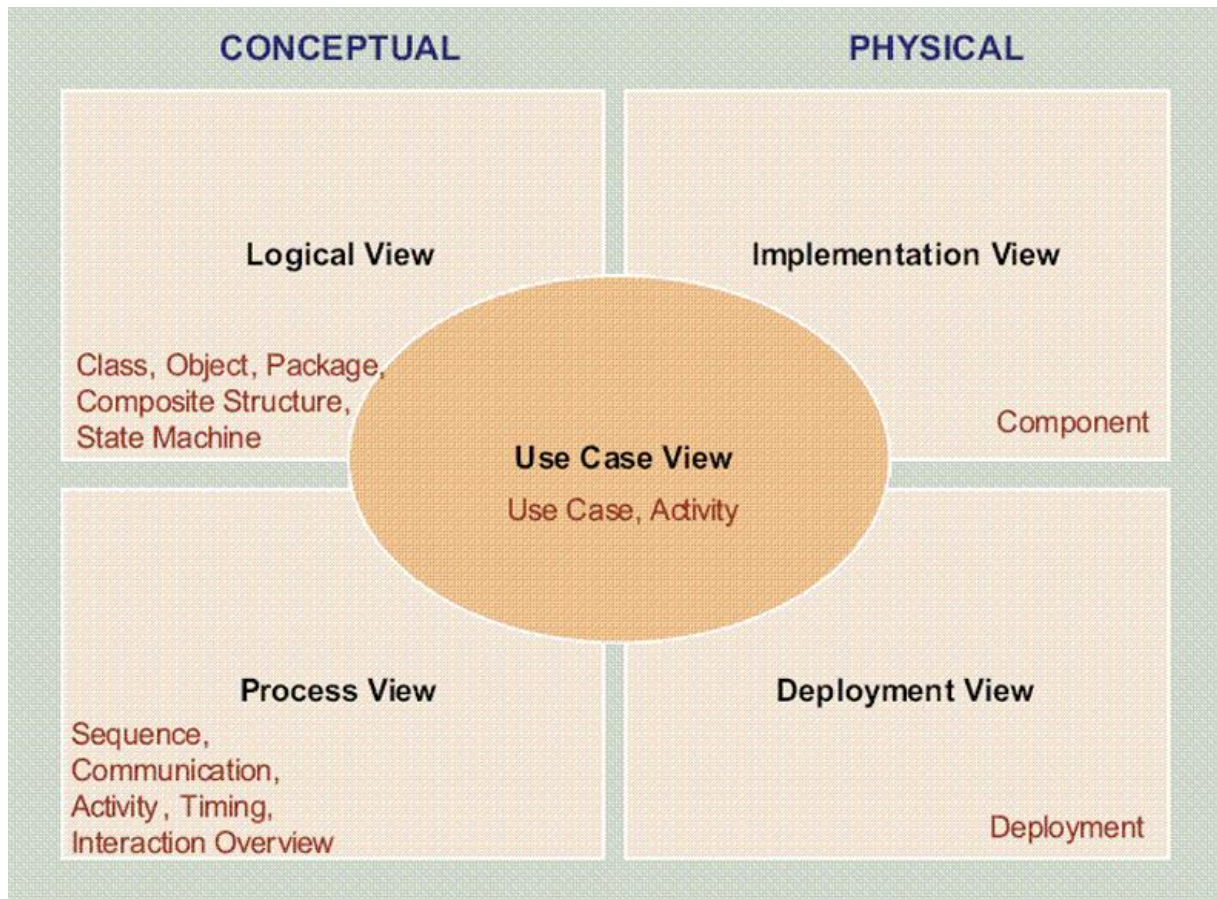 CONCEPTUAL
PHYSICAL
Logical View
Implementation View
Class, Object, Package,
Composite Structure,
State Machine
Component
Use Case View
Use Case, Activity
Process View
Deployment View
Sequence,
Communication,
Activity , Timing,
Interaction Overview
Deployment